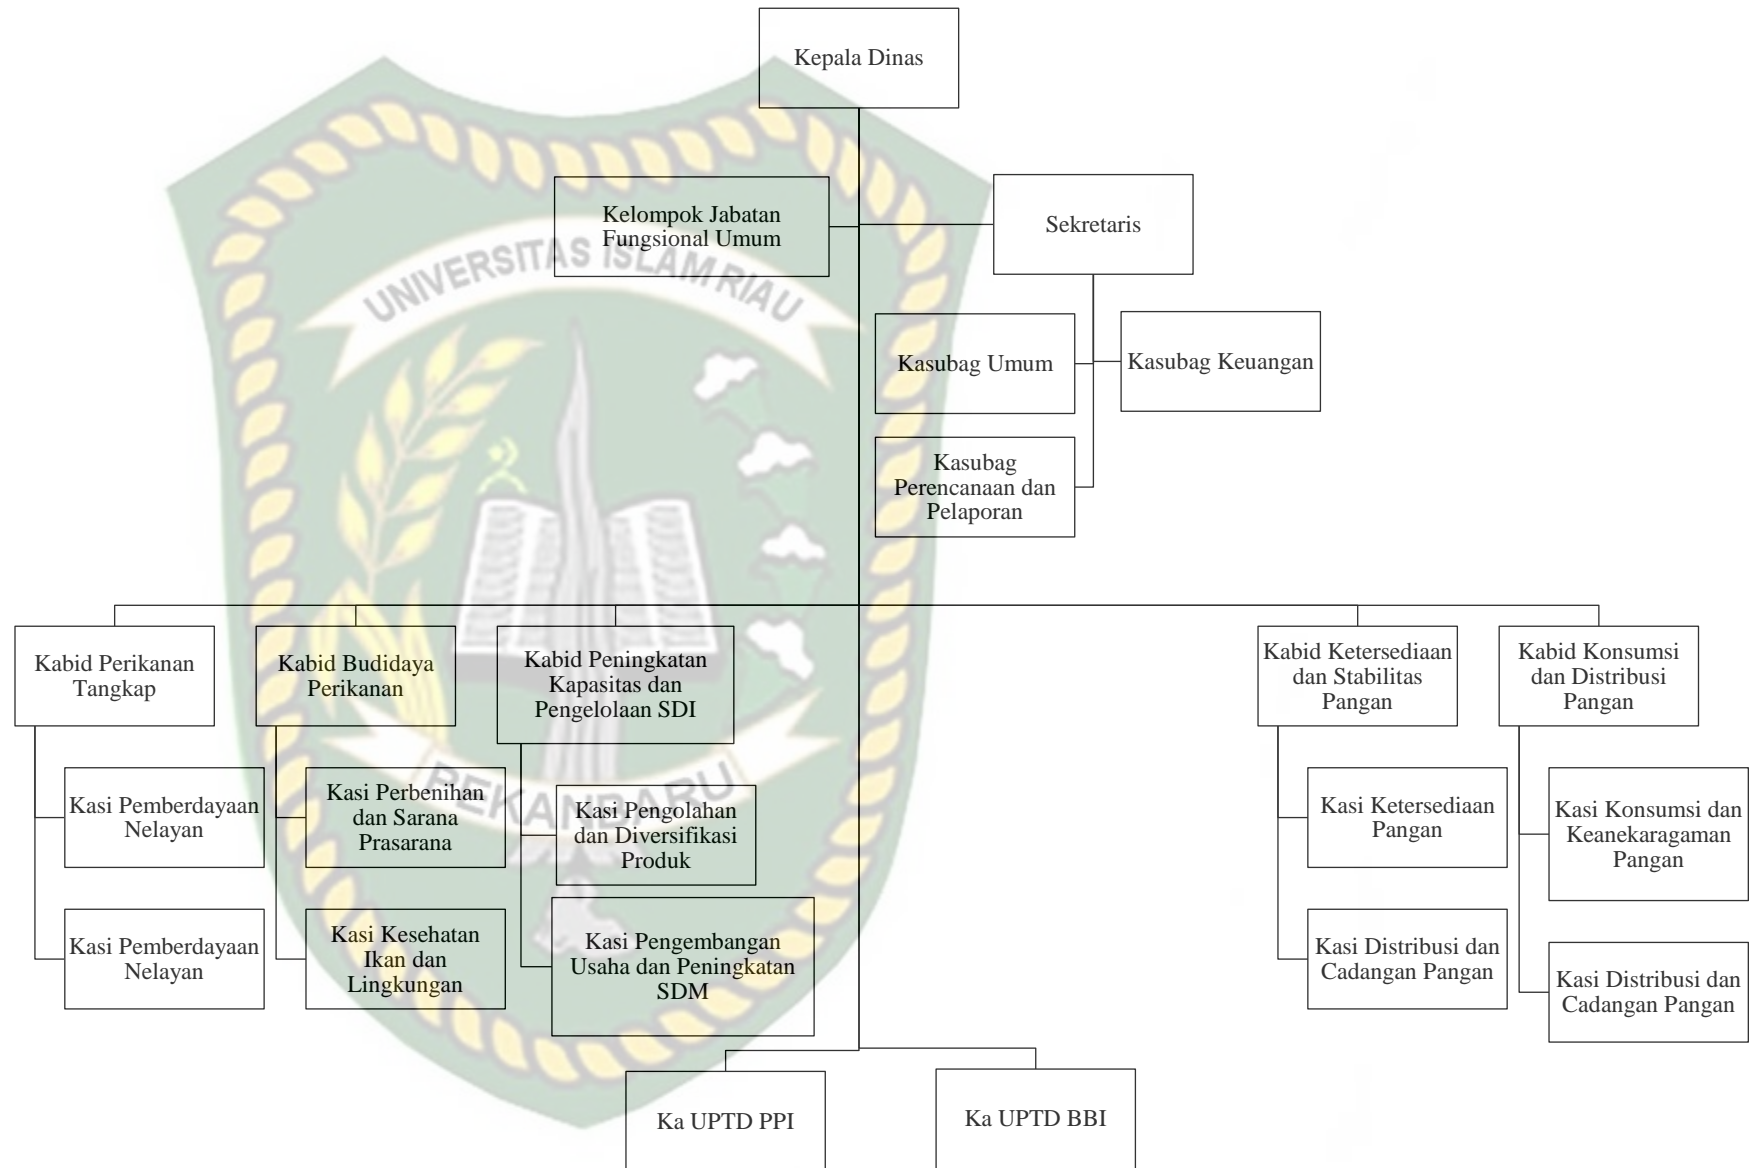 Kepala Dinas
Kelompok Jabatan
Fungsional Umum
Sekretaris
UNIVERSITAS ISLAM RIAU
Kasubag Umum
Kasubag Keuangan
Kasubag
Perencanaan dan
Pelaporan
Kabid Perikanan
Tangkap
Kabid Budidaya
Perikanan
Kabid Peningkatan
Kapasitas dan
Pengelolaan SDI
Kabid Ketersediaan
dan Stabilitas
Pangan
Kabid Konsumsi
dan Distribusi
Pangan
PEKANBARU
Kasi Pemberdayaan
Nelayan
Kasi Perbenihan
dan Sarana
Prasarana
Kasi Pengolahan
dan Diversifikasi
Produk
Kasi Ketersediaan
Pangan
Kasi Konsumsi dan
Keanekaragaman
Pangan
Kasi Pemberdayaan
Nelayan
Kasi Kesehatan
Ikan dan
Lingkungan
Kasi Pengembangan
Usaha dan Peningkatan
SDM
Kasi Distribusi dan
Cadangan Pangan
Kasi Distribusi dan
Cadangan Pangan
Ka UPTD PPI
Ka UPTD BBI